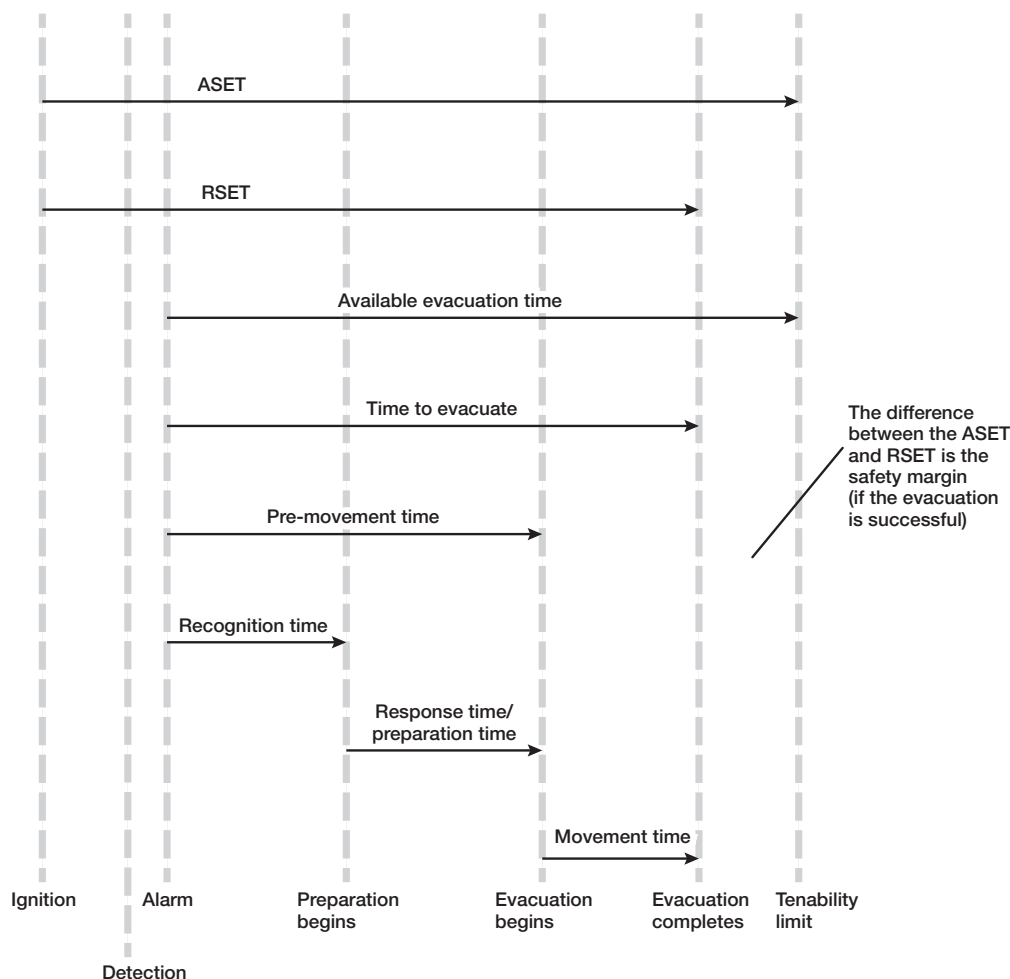 ASET
RSET
Available evacuation time
Time to evacuate
The difference
between the ASET
and RSET is the
safety margin
(if the evacuation
is successful)
Pre-movement time
Recognition time
Response time/
preparation time
Movement time
Ignition
Alarm
Preparation
begins
Evacuation
begins
Evacuation
completes
Tenability
limit
Detection